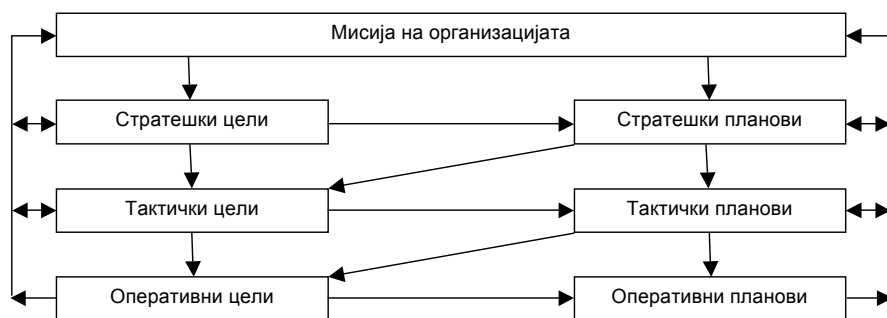 Мисија на организацијата
Стратешки цели
Стратешки планови
Тактички цели
Тактички планови
Оперативни цели
Оперативни планови